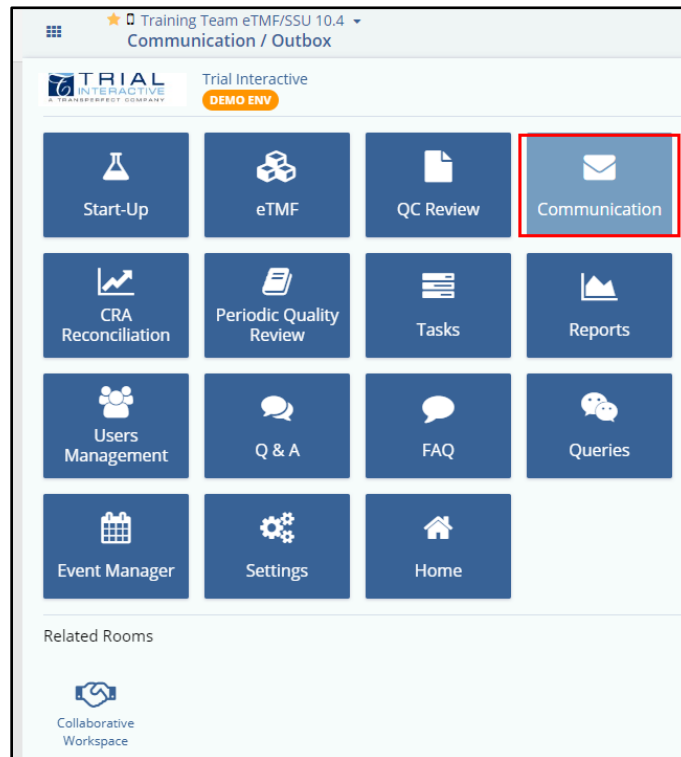 Training Team eTMF/SSU 10.4
Communication / Outbox
TRIAL
INTERACTIVE
A TRANSPERFECT COMPANY
Trial Interactive
DEMO ENV
Start-Up
eTMF
QC Review
Communication
CRA
Reconciliation
Periodic Quality
Review
Tasks
Reports
Users
Management
Q & A
FAQ
Queries
Event Manager
Settings
Home
Related Rooms
Collaborative
Workspace